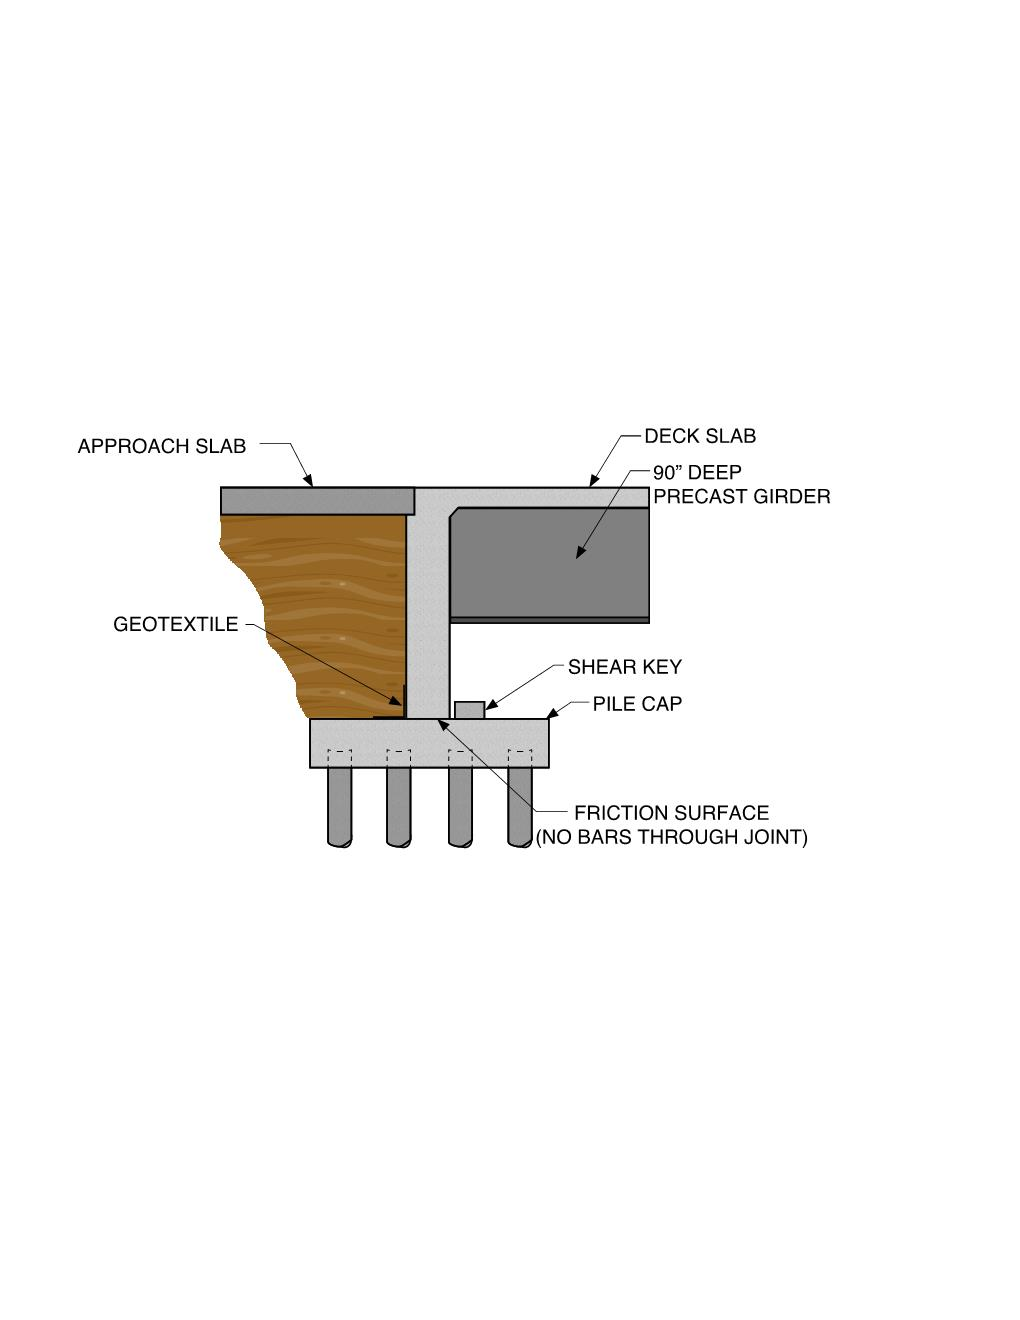 APPROACH SLAB
DECK SLAB
90” DEEP
PRECAST GIRDER
GEOTEXTILE
SHEAR KEY
PILE CAP
FRICTION SURFACE
(NO BARS THROUGH JOINT)